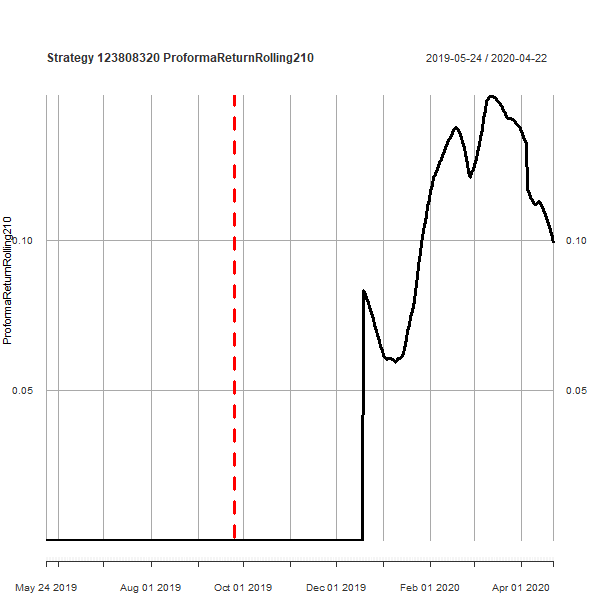 Strategy 123808320 ProformaReturnRolling210
2019-05-24 / 2020-04-22
ProformaReturnRolling210
0.10
0.10
0.05
0.05
May 24 2019
Aug 01 2019
Oct 01 2019
Dec 01 2019
Feb 01 2020
Apr 01 2020